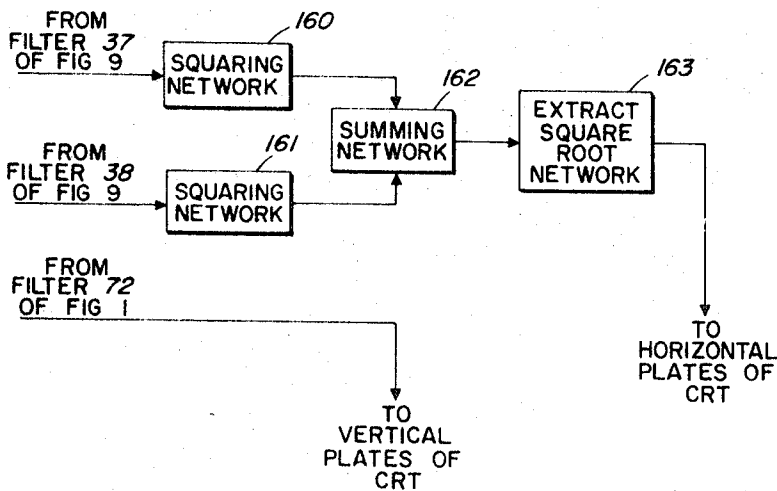 FROM
FILTER 37
OF FIG 9
160
SQUARING
NETWORK
162
SUMMING
NETWORK
163
EXTRACT
SQUARE
ROOT
NETWORK
FROM
FILTER 38
OF FIG 9
161
SQUARING
NETWORK
FROM
FILTER 72
OF FIG 1
TO
HORIZONTAL
PLATES OF
CRT
TO
VERTICAL
PLATES OF
CRT